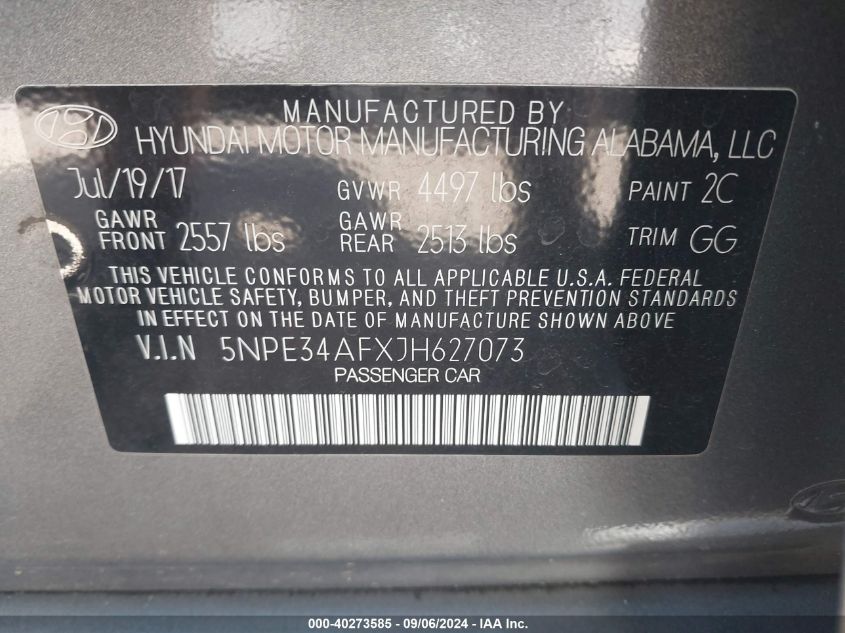 MANUFACTURED BY
HYUNDAI MOTOR MANUFACTURING ALABAMA, LLC
Jul/19/17 GVWR 4497 lbs PAINT 2C
GAWR FRONT 2557 lbs GAWR REAR 2513 lbs TRIM GG
THIS VEHICLE CONFORMS TO ALL APPLICABLE U.S.A. FEDERAL
MOTOR VEHICLE SAFETY, BUMPER, AND THEFT PREVENTION STANDARDS
IN EFFECT ON THE DATE OF MANUFACTURE SHOWN ABOVE
V.I.N 5NPE34AFXJH627073
PASSENGER CAR
000-40273585 - 09/06/2024 - IAA Inc.